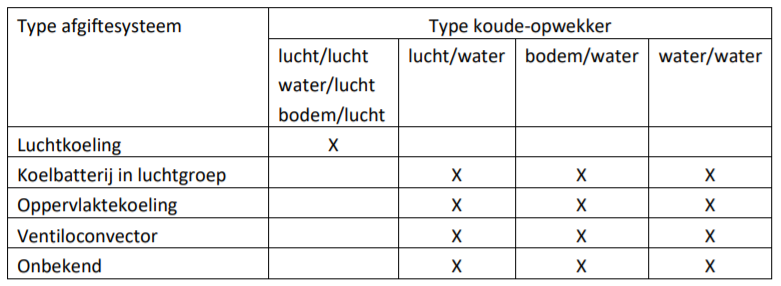 Type afgiftesysteem Type koude-opwekker
lucht/lucht lucht/water bodem/water water/water
water/lucht
bodem/lucht
Luchtkoeling X
Koelbatterij in luchtgroep X X X
Oppervlaktekoeling X X X
Ventiloconvector X X X
Onbekend X X X